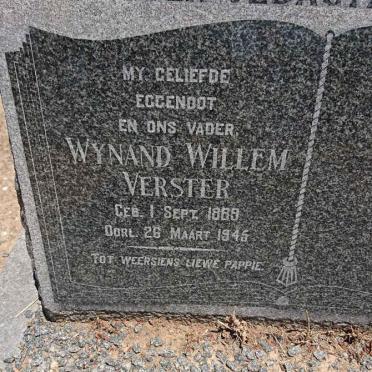 MY GELIEFDE
EGGENOOT
EN ONS VADER
WYNAND WILLEM
VERSTER
GEB. 1 SEPT. 1869
OORL. 26 MAART 1945
TOT WEERSIENS LIEWE PAPPIE.